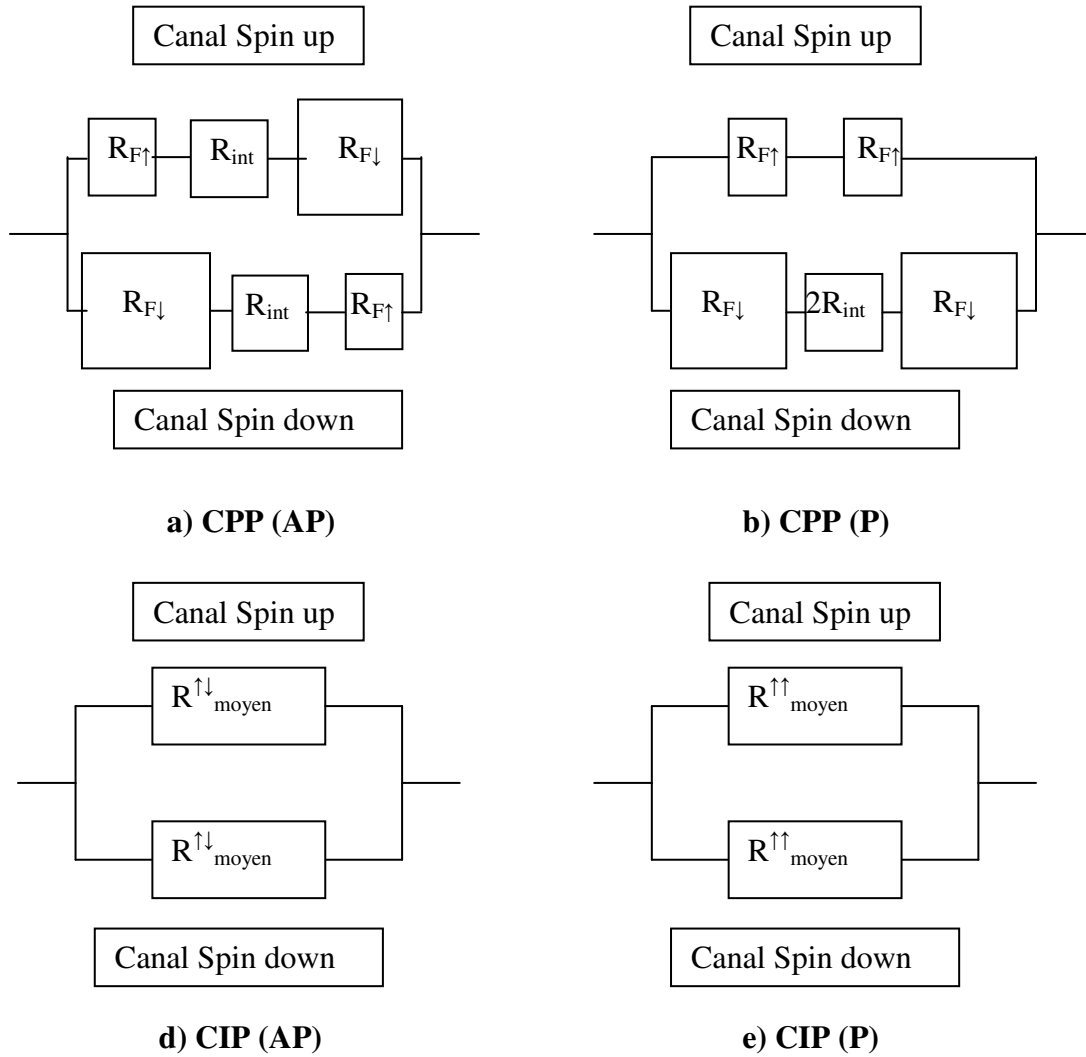 Canal Spin up
Canal Spin up
R_F↑ R_int R_F↓
R_F↑ R_F↑
R_F↓ R_int R_F↑
R_F↓ 2R_int R_F↓
Canal Spin down
Canal Spin down
a) CPP (AP)
b) CPP (P)
Canal Spin up
Canal Spin up
R^↑↓_moyen
R^↑↑_moyen
R^↑↓_moyen
R^↑↑_moyen
Canal Spin down
Canal Spin down
d) CIP (AP)
e) CIP (P)